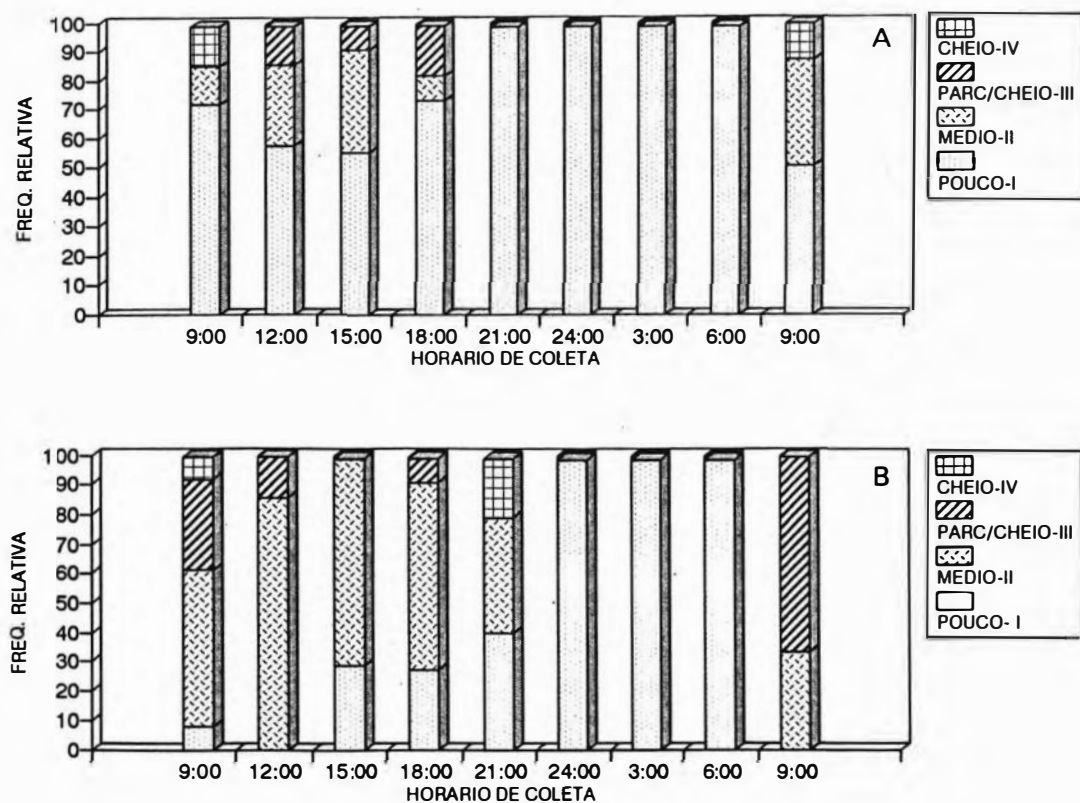 A
FREQ. RELATIVA
100
90
80
70
60
50
40
30
20
10
0
9:00 12:00 15:00 18:00 21:00 24:00 3:00 6:00 9:00
HORARIO DE COLETA
CHEIO-IV
PARC/CHEIO-III
MEDIO-II
POUCO-I
B
FREQ. RELATIVA
100
90
80
70
60
50
40
30
20
10
0
9:00 12:00 15:00 18:00 21:00 24:00 3:00 6:00 9:00
HORARIO DE COLETA
CHEIO-IV
PARC/CHEIO-III
MEDIO-II
POUCO- I